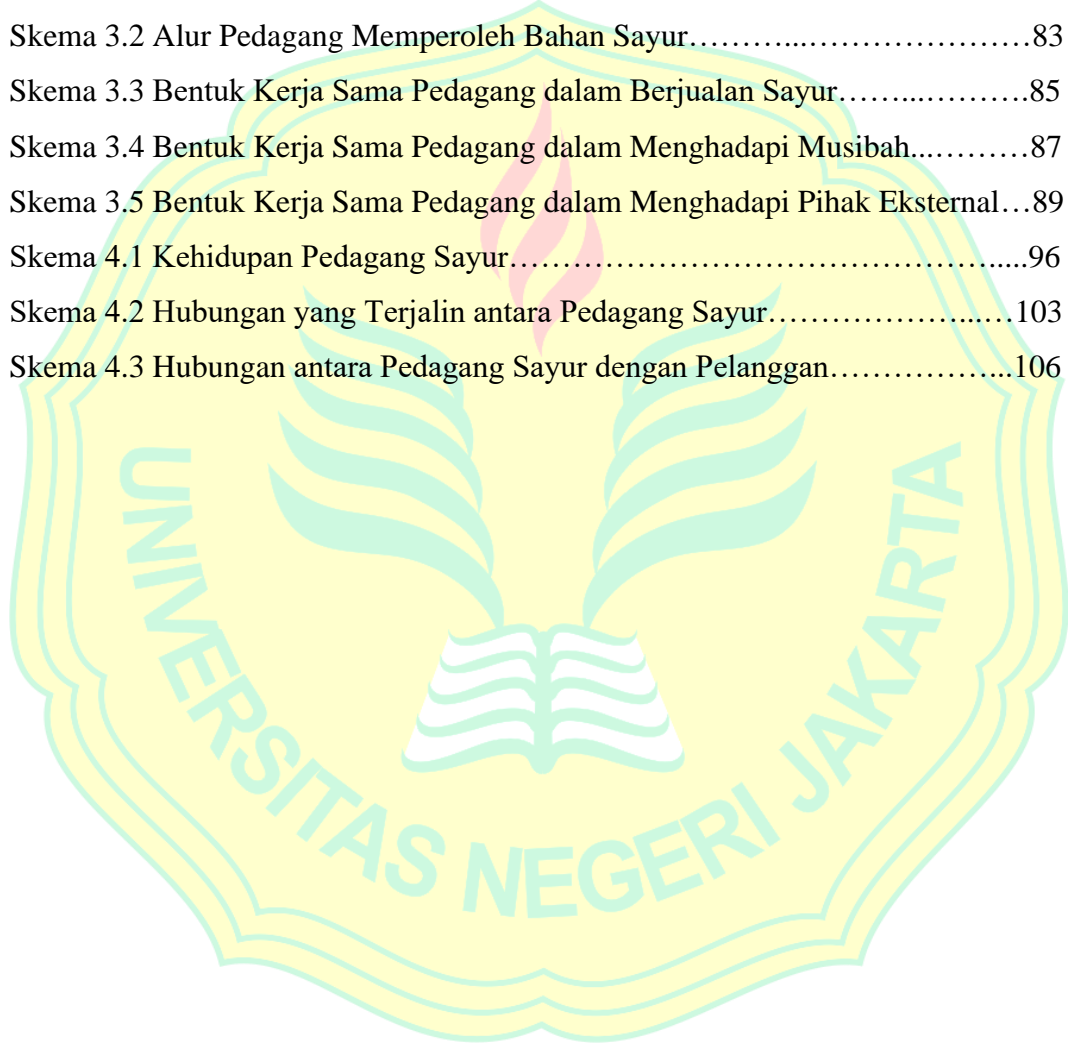 Skema 3.2 Alur Pedagang Memperoleh Bahan Sayur………...…………………83
Skema 3.3 Bentuk Kerja Sama Pedagang dalam Berjualan Sayur……...……….85
Skema 3.4 Bentuk Kerja Sama Pedagang dalam Menghadapi Musibah...………87
Skema 3.5 Bentuk Kerja Sama Pedagang dalam Menghadapi Pihak Eksternal…89
Skema 4.1 Kehidupan Pedagang Sayur…………………………………………....96
Skema 4.2 Hubungan yang Terjalin antara Pedagang Sayur………………...…103
Skema 4.3 Hubungan antara Pedagang Sayur dengan Pelanggan……………...106
UNIVERSITAS NEGERI JAKARTA